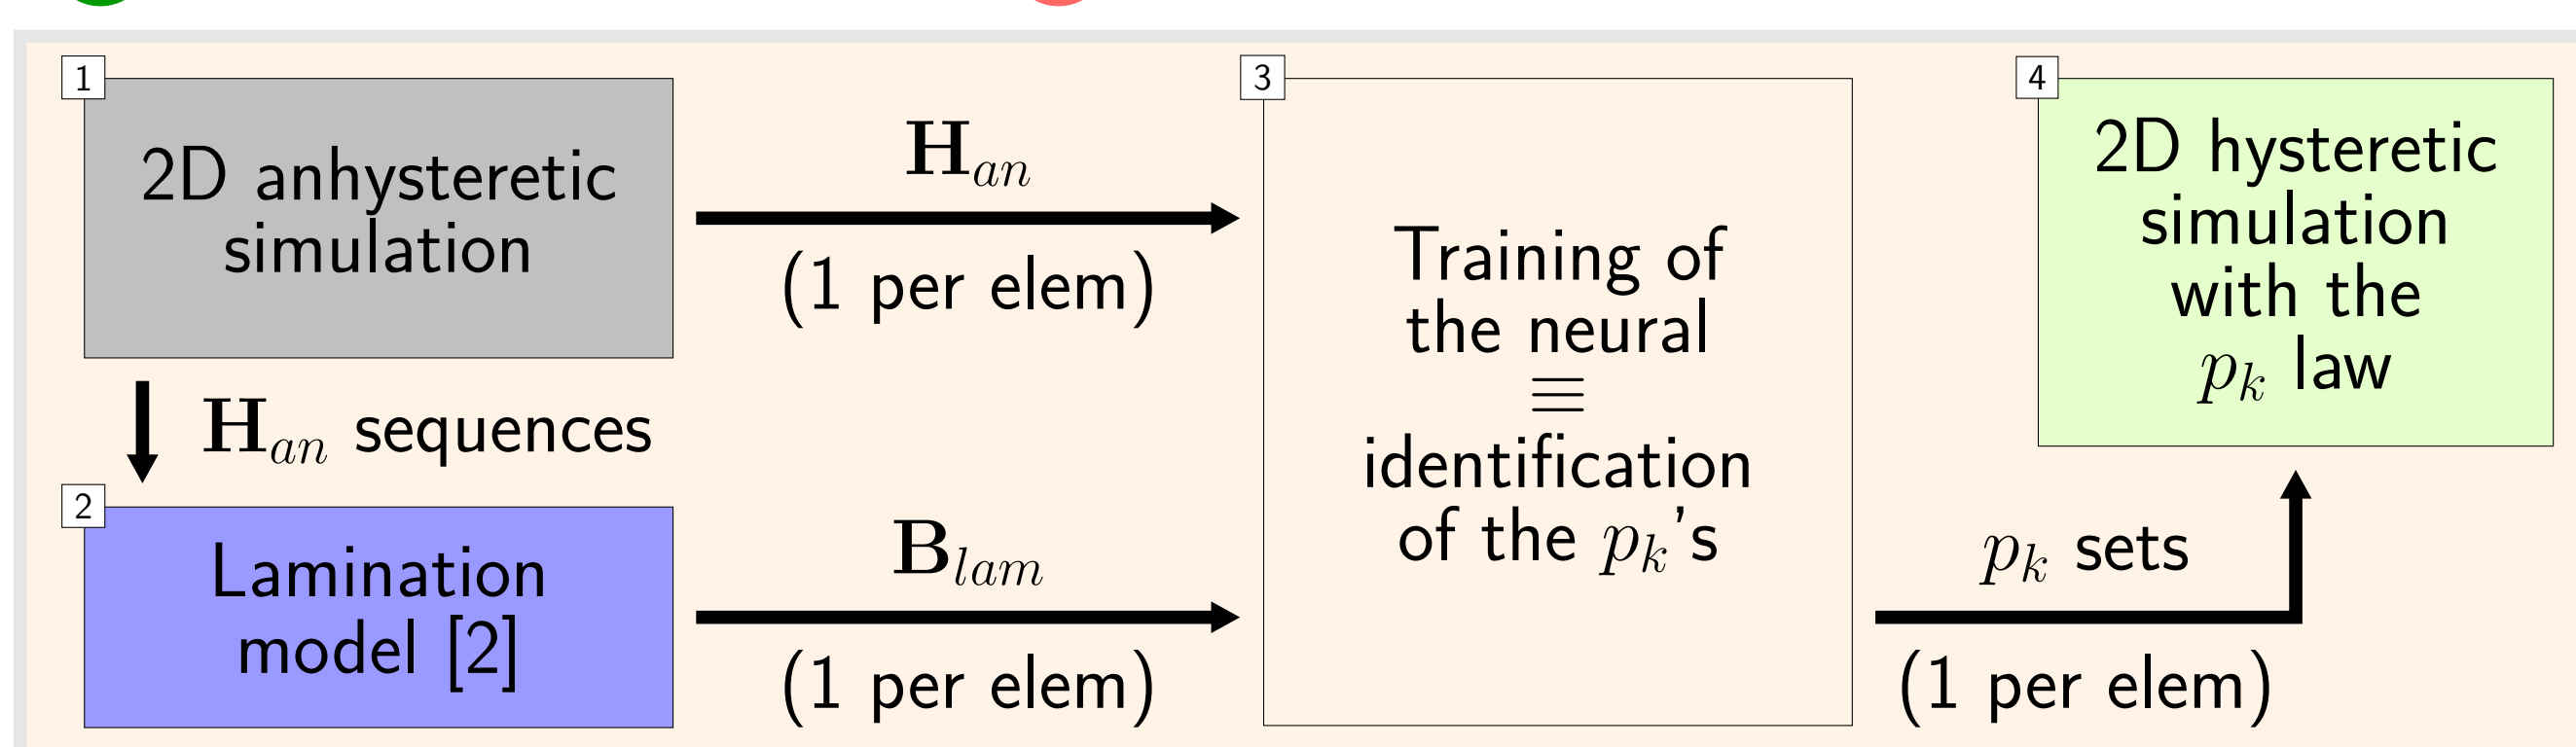 1
2D anhysteretic
simulation
H_an
(1 per elem)
H_an sequences
2
Lamination
model [2]
B_lam
(1 per elem)
3
Training of
the neural
≡
identification
of the p_k's
p_k sets
(1 per elem)
4
2D hysteretic
simulation
with the
p_k law